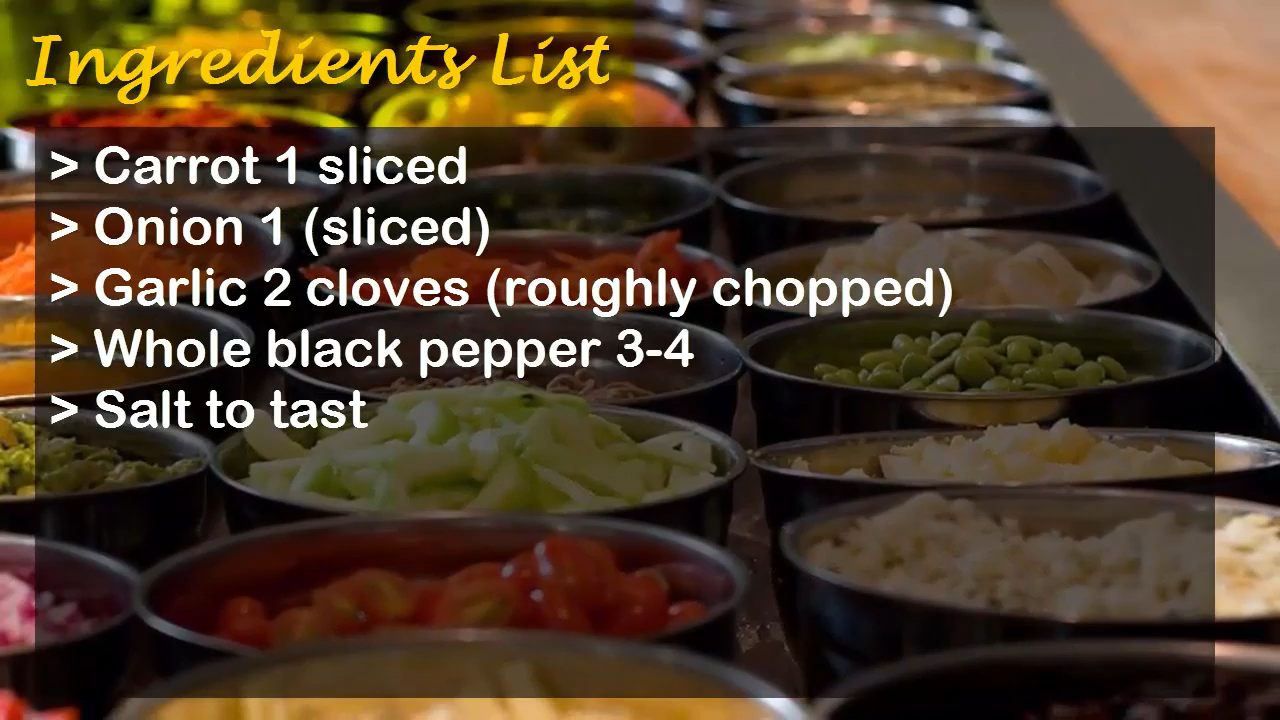 Ingredients List
> Carrot 1 sliced
> Onion 1 (sliced)
> Garlic 2 cloves (roughly chopped)
> Whole black pepper 3-4
> Salt to tast